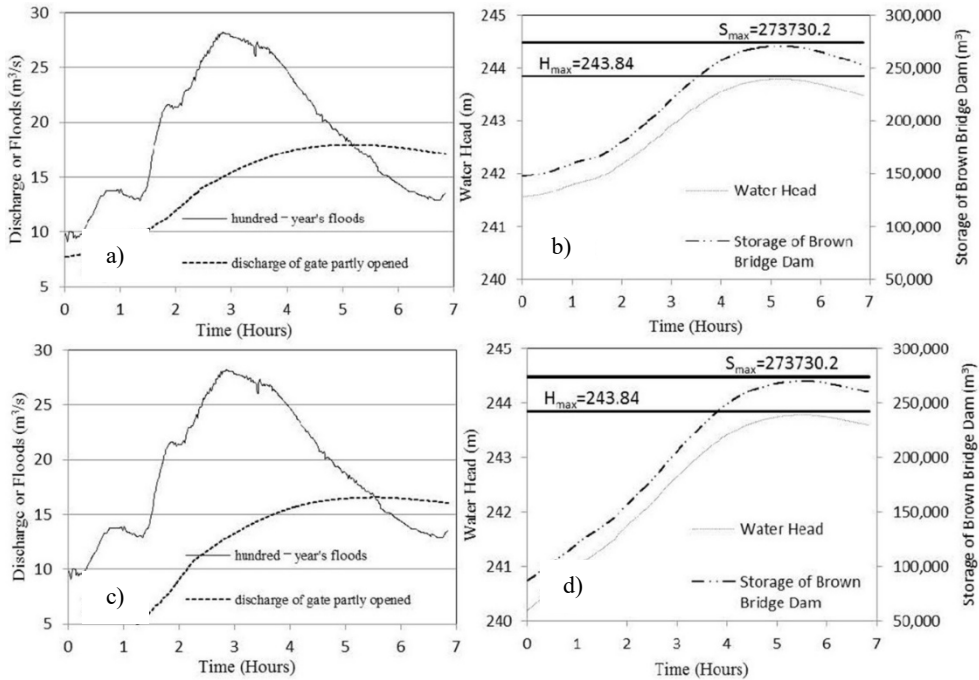 30
25
20
15
10
5
Discharge or Floods (m³/s)
a)
hundred－year's floods
discharge of gate partly opened
0 1 2 3 4 5 6 7
Time (Hours)
245
244
243
242
241
240
Water Head (m)
Smax=273730.2
Hmax=243.84
b)
Water Head
Storage of Brown
Bridge Dam
300,000
250,000
200,000
150,000
100,000
50,000
Storage of Brown Bridge Dam (m³)
0 1 2 3 4 5 6 7
Time (Hours)
30
25
20
15
10
5
Discharge or Floods (m³/s)
c)
hundred－year's floods
discharge of gate partly opened
0 1 2 3 4 5 6 7
Time (Hours)
245
244
243
242
241
240
Water Head (m)
Smax=273730.2
Hmax=243.84
d)
Water Head
Storage of Brown
Bridge Dam
300,000
250,000
200,000
150,000
100,000
50,000
Storage of Brown Bridge Dam (m³)
0 1 2 3 4 5 6 7
Time (Hours)